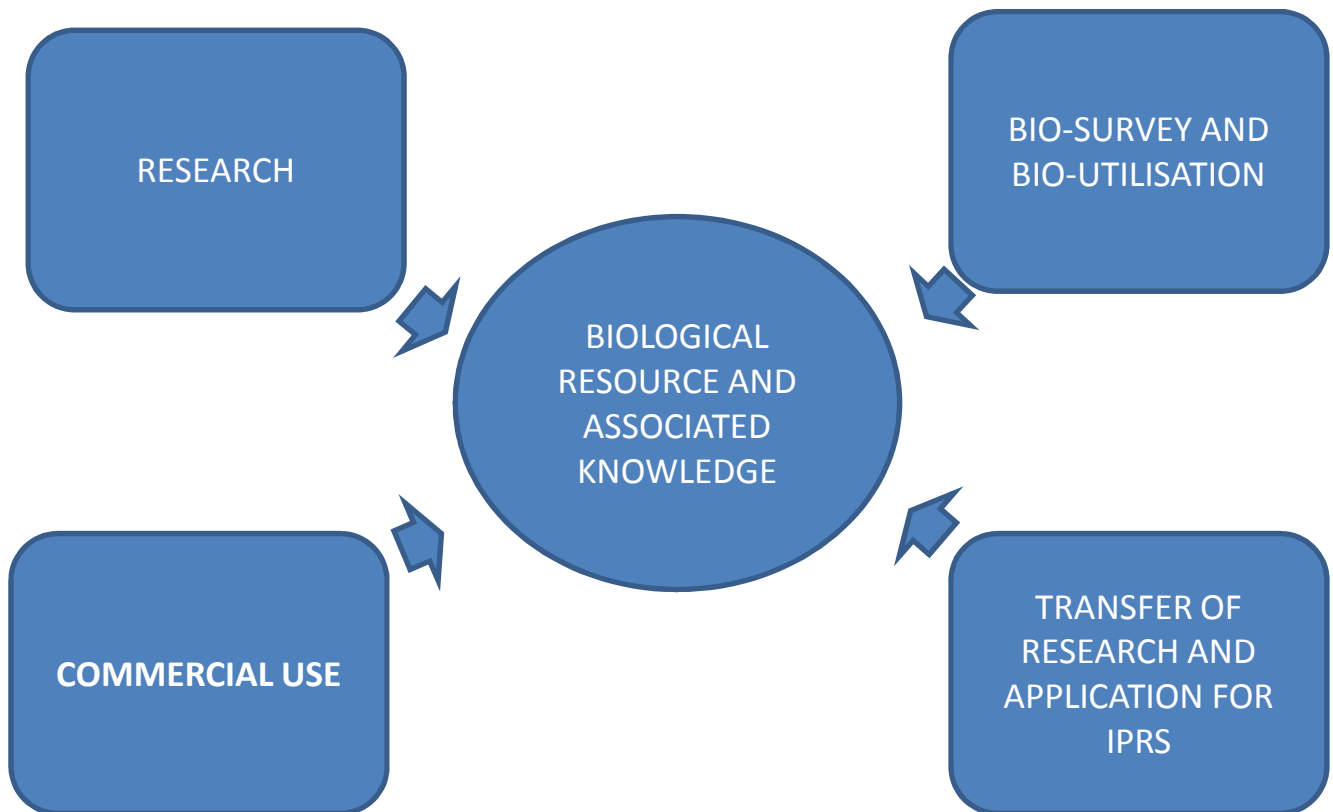 RESEARCH
BIO-SURVEY AND
BIO-UTILISATION
BIOLOGICAL
RESOURCE AND
ASSOCIATED
KNOWLEDGE
COMMERCIAL USE
TRANSFER OF
RESEARCH AND
APPLICATION FOR
IPRS